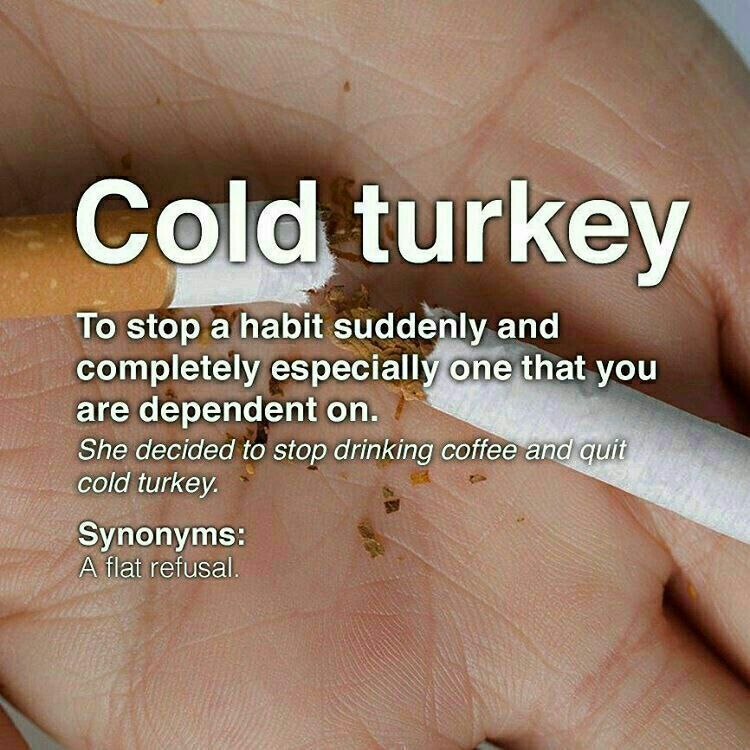 Cold turkey
To stop a habit suddenly and
completely especially one that you
are dependent on.
She decided to stop drinking coffee and quit
cold turkey.
Synonyms:
A flat refusal.